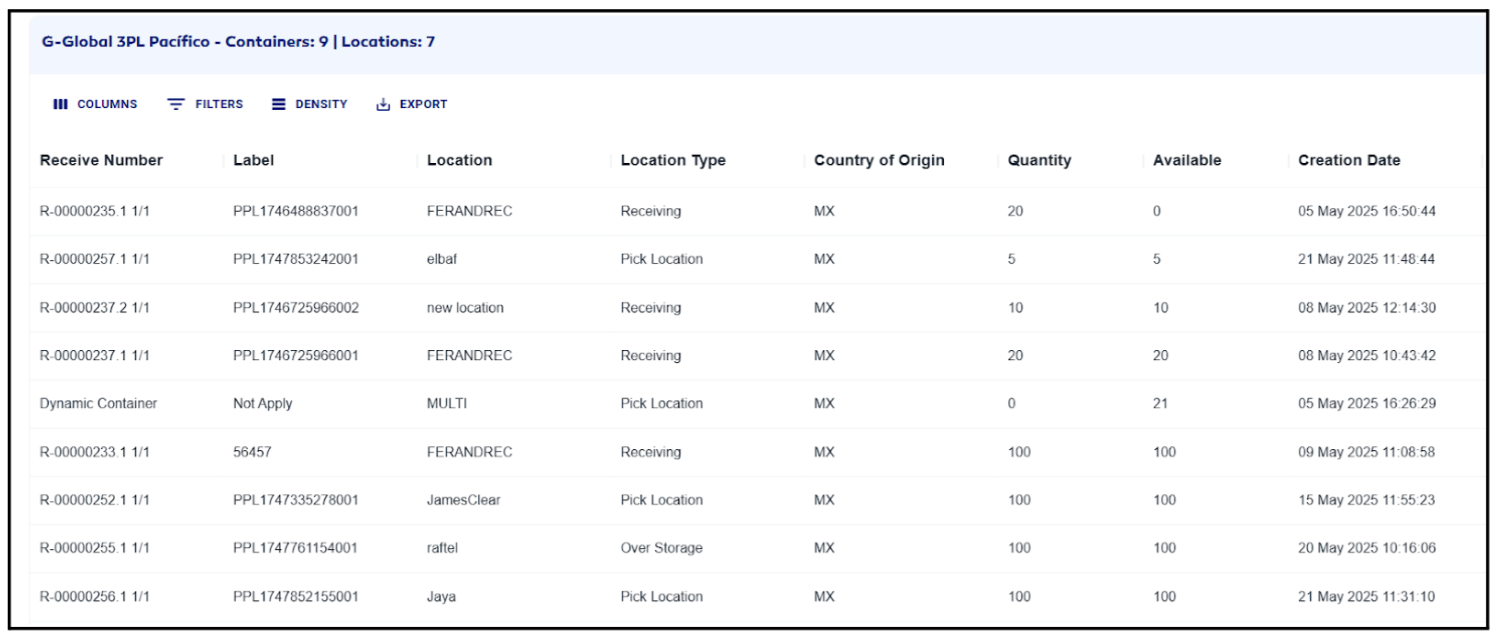 G-Global 3PL Pacífico - Containers: 9 | Locations: 7
COLUMNS FILTERS DENSITY EXPORT
Receive Number Label Location Location Type Country of Origin Quantity Available Creation Date
R-00000235.1 1/1 PPL1746488837001 FERANDREC Receiving MX 20 0 05 May 2025 16:50:44
R-00000257.1 1/1 PPL1747853242001 elbaf Pick Location MX 5 5 21 May 2025 11:48:44
R-00000237.2 1/1 PPL1746725966002 new location Receiving MX 10 10 08 May 2025 12:14:30
R-00000237.1 1/1 PPL1746725966001 FERANDREC Receiving MX 20 20 08 May 2025 10:43:42
Dynamic Container Not Apply MULTI Pick Location MX 0 21 05 May 2025 16:26:29
R-00000233.1 1/1 56457 FERANDREC Receiving MX 100 100 09 May 2025 11:08:58
R-00000252.1 1/1 PPL1747335278001 JamesClear Pick Location MX 100 100 15 May 2025 11:55:23
R-00000255.1 1/1 PPL1747761154001 raftel Over Storage MX 100 100 20 May 2025 10:16:06
R-00000256.1 1/1 PPL1747852155001 Jaya Pick Location MX 100 100 21 May 2025 11:31:10